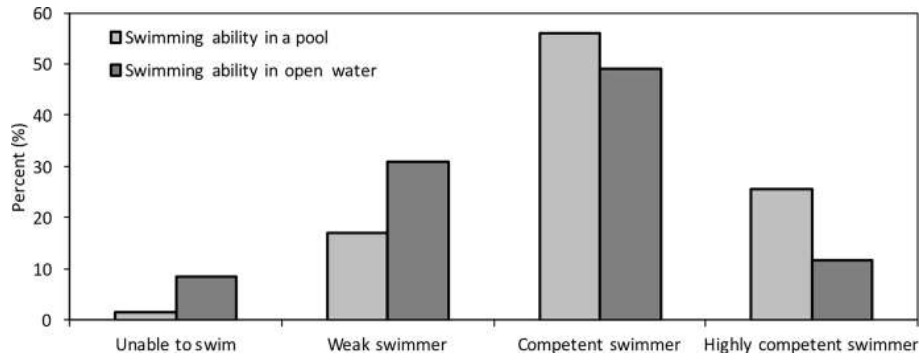 60
50
40
30
20
10
0
Percent (%)
Swimming ability in a pool
Swimming ability in open water
Unable to swim
Weak swimmer
Competent swimmer
Highly competent swimmer